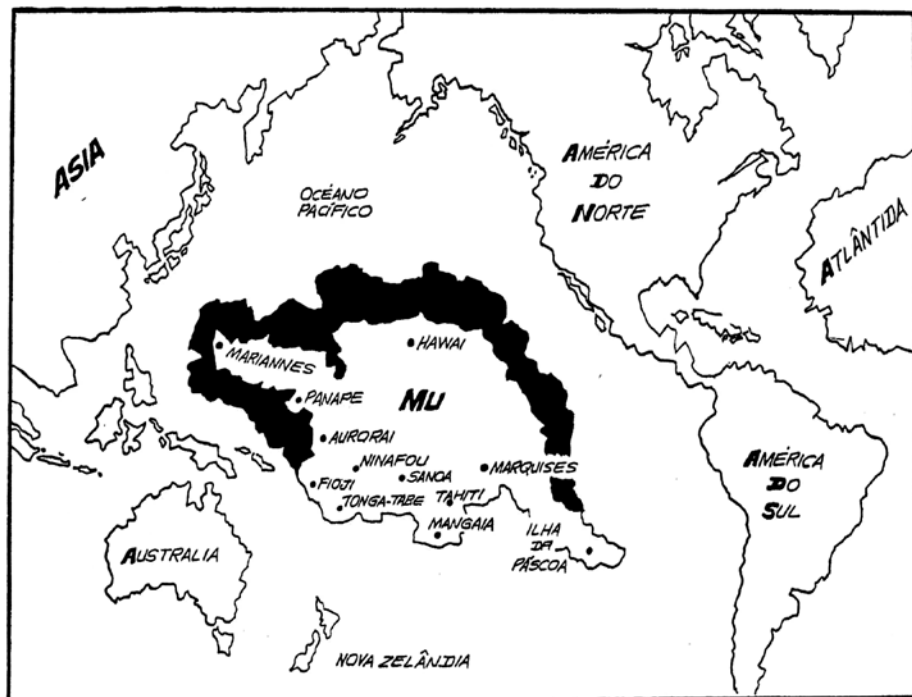 ASIA
OCÉANO
PACÍFICO
AMÉRICA
DO
NORTE
ATLÂNTIDA
HAWAI
MARIANNES
PANAPE
MU
AURORAI
NINAFOU
SANOA
MARQUISES
FIOJI
TONGA-TABE
TAHITI
MANGAIA
ILHA
DA
PÁSCOA
AMÉRICA
DO
SUL
AUSTRALIA
NOVA ZELÂNDIA